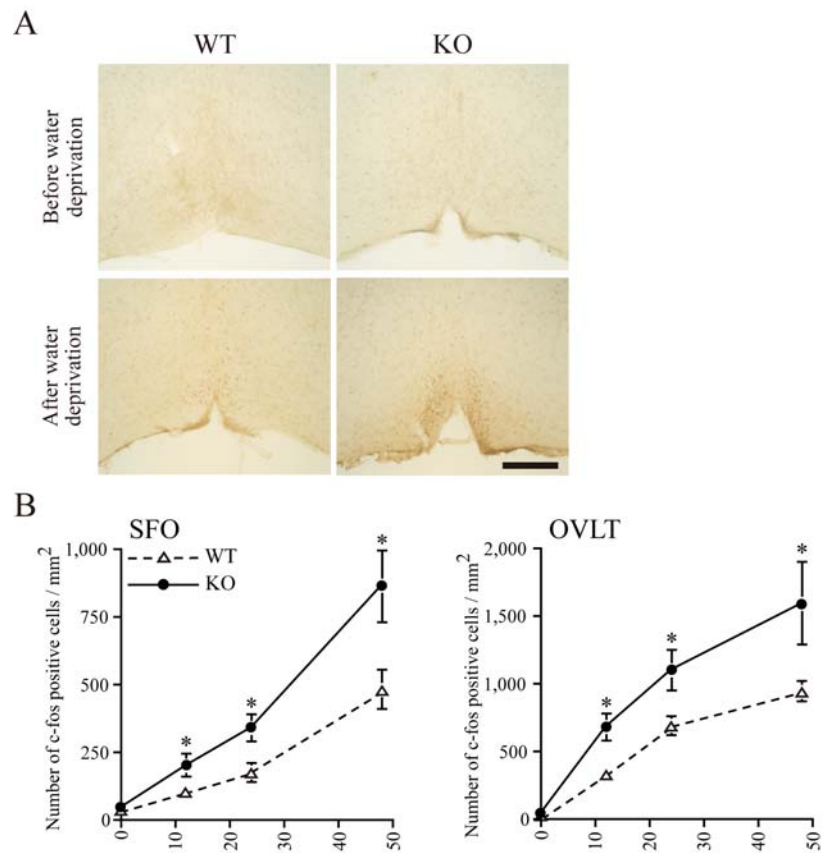 A
WT
KO
Before water
deprivation
After water
deprivation
B
SFO
WT
KO
Number of c-fos positive cells / mm2
1,000
750
500
250
0
0
10
20
30
40
50
*
*
*
OVLT
Number of c-fos positive cells / mm2
2,000
1,500
1,000
500
0
0
10
20
30
40
50
*
*
*